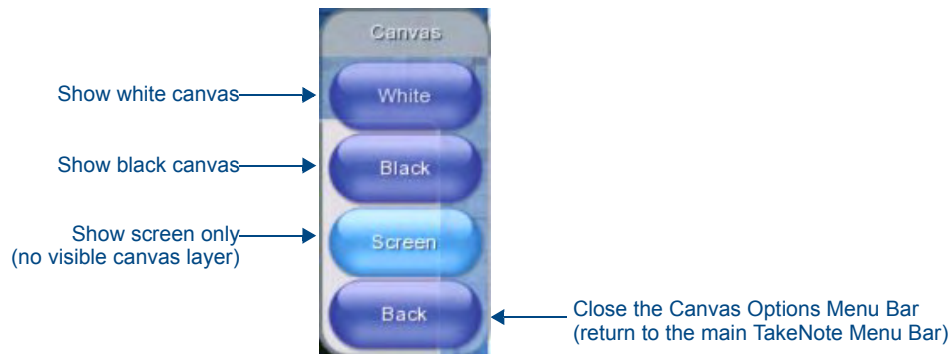 Canvas
Show white canvas
White
Show black canvas
Black
Show screen only
(no visible canvas layer)
Screen
Back
Close the Canvas Options Menu Bar
(return to the main TakeNote Menu Bar)